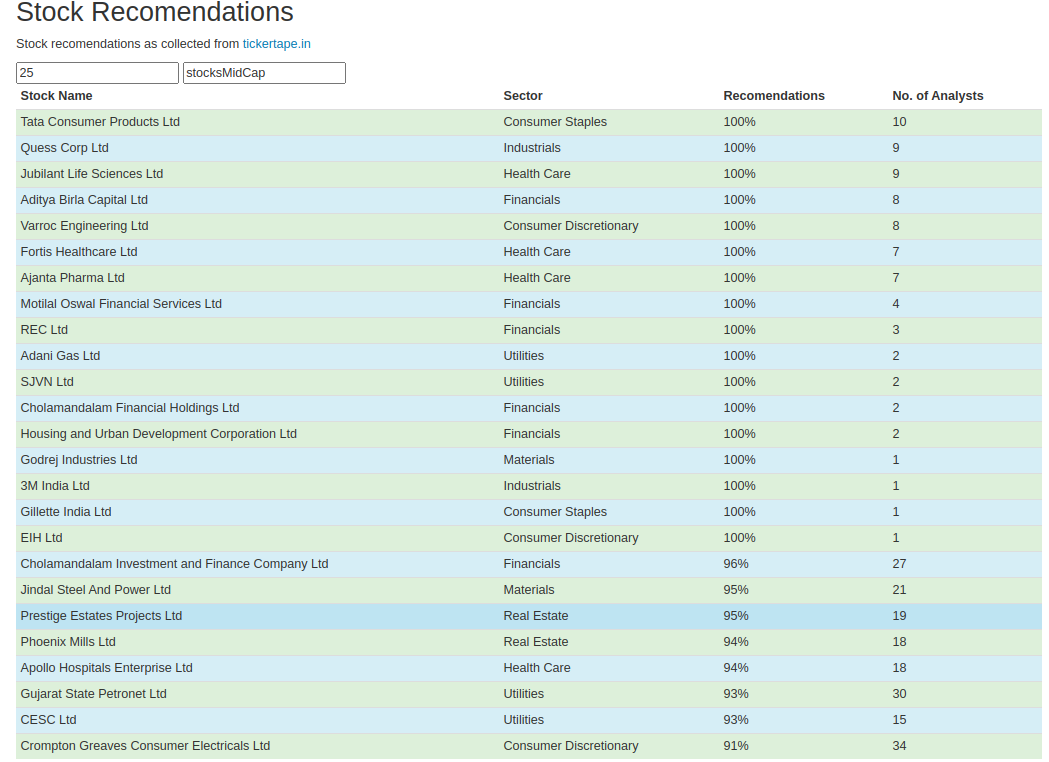 Stock Recomendations
Stock recomendations as collected from tickertape.in
25 stocksMidCap
Stock Name Sector Recomendations No. of Analysts
Tata Consumer Products Ltd Consumer Staples 100% 10
Quess Corp Ltd Industrials 100% 9
Jubilant Life Sciences Ltd Health Care 100% 9
Aditya Birla Capital Ltd Financials 100% 8
Varroc Engineering Ltd Consumer Discretionary 100% 8
Fortis Healthcare Ltd Health Care 100% 7
Ajanta Pharma Ltd Health Care 100% 7
Motilal Oswal Financial Services Ltd Financials 100% 4
REC Ltd Financials 100% 3
Adani Gas Ltd Utilities 100% 2
SJVN Ltd Utilities 100% 2
Cholamandalam Financial Holdings Ltd Financials 100% 2
Housing and Urban Development Corporation Ltd Financials 100% 2
Godrej Industries Ltd Materials 100% 1
3M India Ltd Industrials 100% 1
Gillette India Ltd Consumer Staples 100% 1
EIH Ltd Consumer Discretionary 100% 1
Cholamandalam Investment and Finance Company Ltd Financials 96% 27
Jindal Steel And Power Ltd Materials 95% 21
Prestige Estates Projects Ltd Real Estate 95% 19
Phoenix Mills Ltd Real Estate 94% 18
Apollo Hospitals Enterprise Ltd Health Care 94% 18
Gujarat State Petronet Ltd Utilities 93% 30
CESC Ltd Utilities 93% 15
Crompton Greaves Consumer Electricals Ltd Consumer Discretionary 91% 34